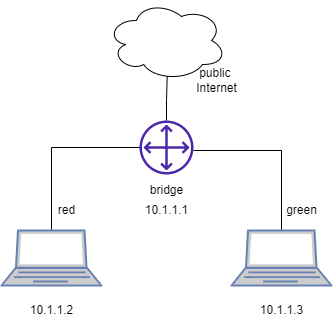 public
Internet
bridge
10.1.1.1
red
green
10.1.1.2
10.1.1.3